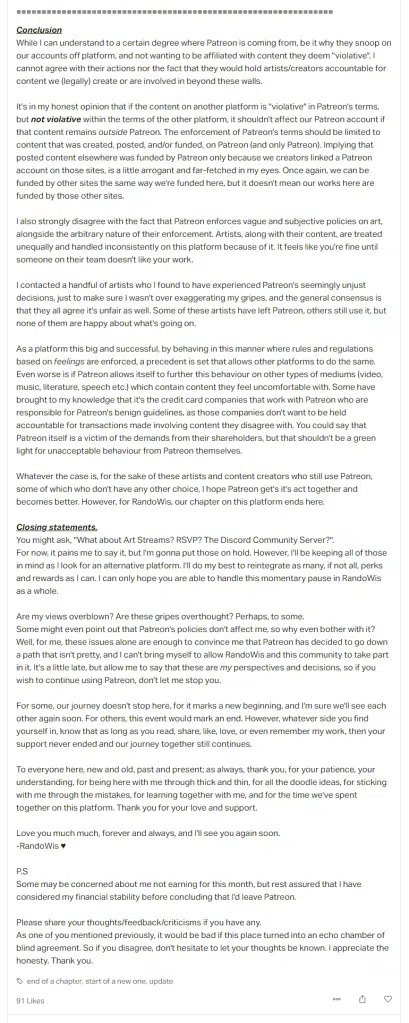 ============================================================
Conclusion
While I can understand to a certain degree where Patreon is coming from, be it why they snoop on
our accounts off platform, and not wanting to be affiliated with content they deem "violative", I
cannot agree with their actions nor the fact that they would hold artists/creators accountable for
content we (legally) create or are involved in beyond these walls.
It's in my honest opinion that if the content on another platform is "violative" in Patreon's terms,
but not violative within the terms of the other platform, it shouldn't affect our Patreon account if
that content remains outside Patreon. The enforcement of Patreon's terms should be limited to
content that was created, posted, and/or funded, on Patreon (and only Patreon). Implying that
posted content elsewhere was funded by Patreon only because we creators linked a Patreon
account on those sites, is a little arrogant and far-fetched in my eyes. Once again, we can be
funded by other sites the same way we're funded here, but it doesn't mean our works here are
funded by those other sites.
I also strongly disagree with the fact that Patreon enforces vague and subjective policies on art,
alongside the arbitrary nature of their enforcement. Artists, along with their content, are treated
unequally and handled inconsistently on this platform because of it. It feels like you're fine until
someone on their team doesn't like your work.
I contacted a handful of artists who I found to have experienced Patreon's seemingly unjust
decisions, just to make sure I wasn't over exaggerating my gripes, and the general consensus is
that they all agree it's unfair as well. Some of these artists have left Patreon, others still use it, but
none of them are happy about what's going on.
As a platform this big and successful, by behaving in this manner where rules and regulations
based on feelings are enforced, a precedent is set that allows other platforms to do the same.
Even worse is if Patreon allows itself to further this behaviour on other types of mediums (video,
music, literature, speech etc.) which contain content they feel uncomfortable with. Some have
brought to my knowledge that it's the credit card companies that work with Patreon who are
responsible for Patreon's benign guidelines, as those companies don't want to be held
accountable for transactions made involving content they disagree with. You could say that
Patreon itself is a victim of the demands from their shareholders, but that shouldn't be a green
light for unacceptable behaviour from Patreon themselves.
Whatever the case is, for the sake of these artists and content creators who still use Patreon,
some of which who don't have any other choice, I hope Patreon get's it's act together and
becomes better. However, for RandoWis, our chapter on this platform ends here.
Closing statements.
You might ask, "What about Art Streams? RSVP? The Discord Community Server?".
For now, it pains me to say it, but I'm gonna put those on hold. However, I'll be keeping all of those
in mind as I look for an alternative platform. I'll do my best to reintegrate as many, if not all, perks
and rewards as I can. I can only hope you are able to handle this momentary pause in RandoWis
as a whole.
Are my views overblown? Are these gripes overthought? Perhaps, to some.
Some might even point out that Patreon's policies don't affect me, so why even bother with it?
Well, for me, these issues alone are enough to convince me that Patreon has decided to go down
a path that isn't pretty, and I can't bring myself to allow RandoWis and this community to take part
in it. It's a little late, but allow me to say that these are my perspectives and decisions, so if you
wish to continue using Patreon, don't let me stop you.
For some, our journey doesn't stop here, for it marks a new beginning, and I'm sure we'll see each
other again soon. For others, this event would mark an end. However, whatever side you find
yourself in, know that as long as you read, share, like, love, or even remember my work, then your
support never ended and our journey together still continues.
To everyone here, new and old, past and present; as always, thank you, for your patience, your
understanding, for being here with me through thick and thin, for all the doodle ideas, for sticking
with me through the mistakes, for learning together with me, and for the time we've spent
together on this platform. Thank you for your love and support.
Love you much much, forever and always, and I'll see you again soon.
-RandoWis ♥
P.S
Some may be concerned about me not earning for this month, but rest assured that I have
considered my financial stability before concluding that I'd leave Patreon.
Please share your thoughts/feedback/criticisms if you have any.
As one of you mentioned previously, it would be bad if this place turned into an echo chamber of
blind agreement. So if you disagree, don't hesitate to let your thoughts be known. I appreciate the
honesty. Thank you.
end of a chapter, start of a new one, update
91 Likes